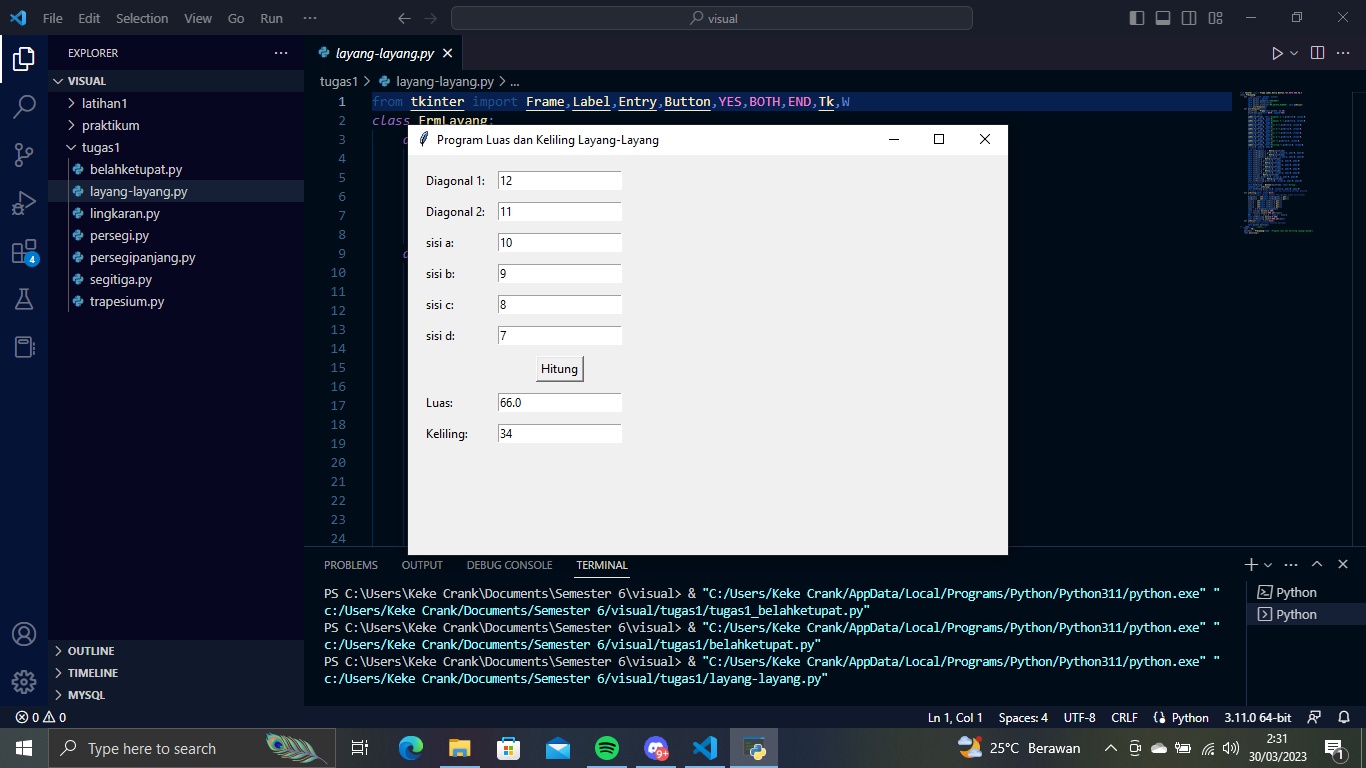 File Edit Selection View Go Run ···
visual
EXPLORER
VISUAL
latihan1
praktikum
tugas1
belahketupat.py
layang-layang.py
lingkaran.py
persegi.py
persegipanjang.py
segitiga.py
trapesium.py
OUTLINE
TIMELINE
MYSQL
4
layang-layang.py
tugas1 > layang-layang.py > ...
1 from tkinter import Frame,Label,Entry,Button,YES,BOTH,END,Tk,W
2 class FrmLayang:
3
4
5
6
7
8
9
10
11
12
13
14
15
16
17
18
19
20
21
22
23
24
Program Luas dan Keliling Layang-Layang
Diagonal 1: 12
Diagonal 2: 11
sisi a: 10
sisi b: 9
sisi c: 8
sisi d: 7
Hitung
Luas: 66.0
Keliling: 34
PROBLEMS OUTPUT DEBUG CONSOLE TERMINAL
PS C:\Users\Keke Crank\Documents\Semester 6\visual> & "C:/Users/Keke Crank/AppData/Local/Programs/Python/Python311/python.exe" "
c:/Users/Keke Crank/Documents/Semester 6/visual/tugas1/tugas1_belahketupat.py"
PS C:\Users\Keke Crank\Documents\Semester 6\visual> & "C:/Users/Keke Crank/AppData/Local/Programs/Python/Python311/python.exe" "
c:/Users/Keke Crank/Documents/Semester 6/visual/tugas1/belahketupat.py"
PS C:\Users\Keke Crank\Documents\Semester 6\visual> & "C:/Users/Keke Crank/AppData/Local/Programs/Python/Python311/python.exe" "
c:/Users/Keke Crank/Documents/Semester 6/visual/tugas1/layang-layang.py"
Python
Python
0 0
Ln 1, Col 1 Spaces: 4 UTF-8 CRLF Python 3.11.0 64-bit
Type here to search
9+
25°C Berawan
2:31
30/03/2023
1